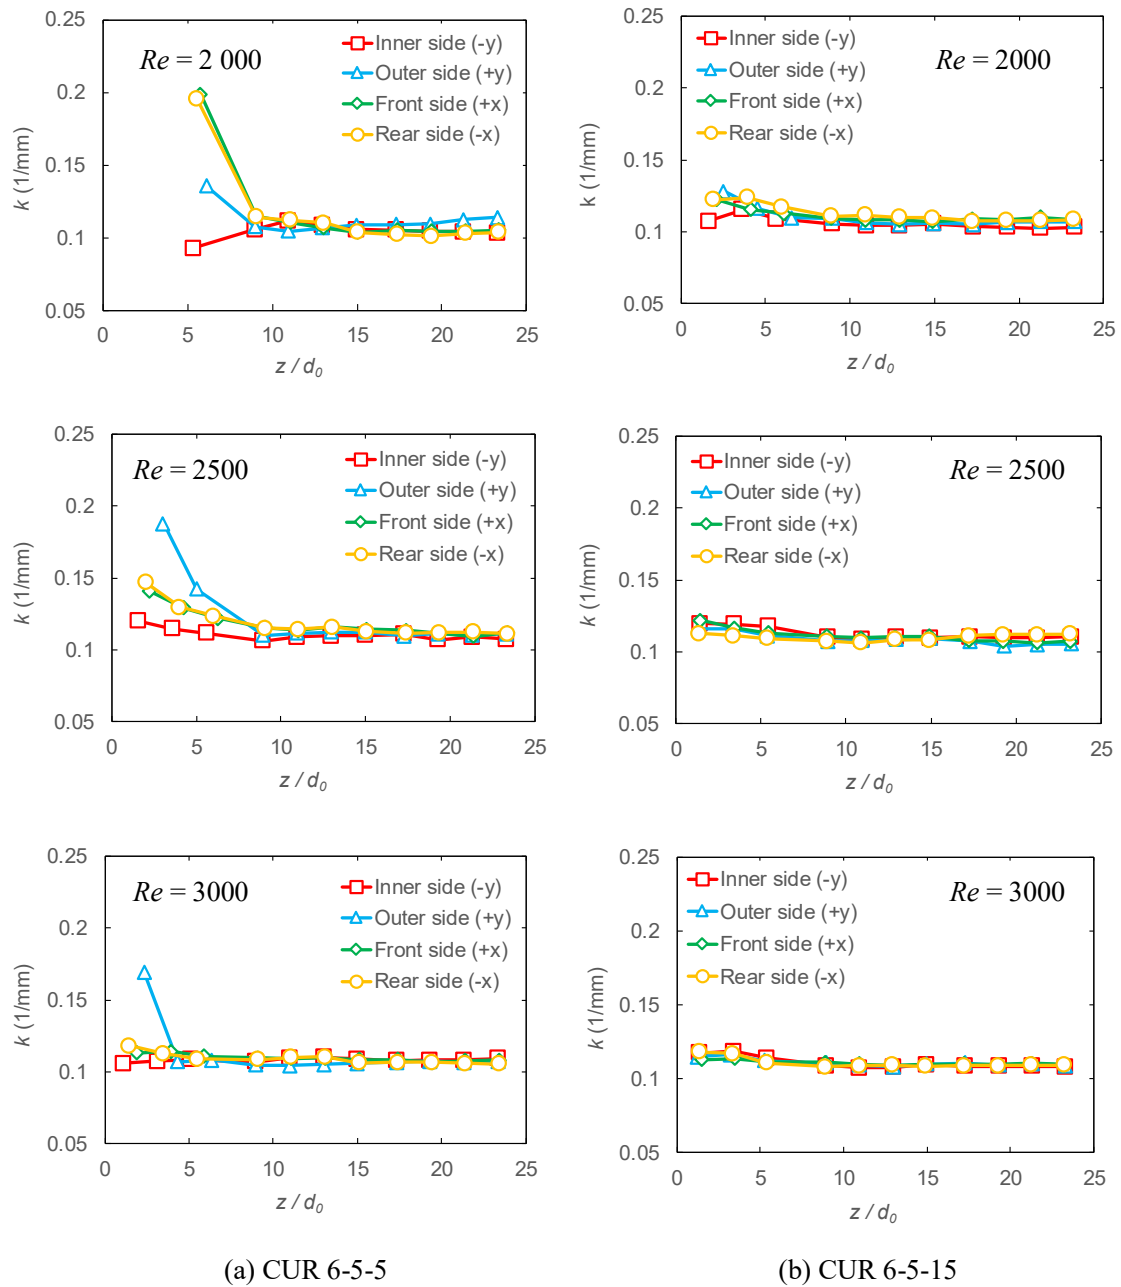 0.25
0.2
0.15
0.1
0.05
k (1/mm)
Re = 2 000
Inner side (-y)
Outer side (+y)
Front side (+x)
Rear side (-x)
0 5 10 15 20 25
z / d0
0.25
0.2
0.15
0.1
0.05
k (1/mm)
Inner side (-y)
Outer side (+y)
Front side (+x)
Rear side (-x)
Re = 2000
0 5 10 15 20 25
z / d0
0.25
0.2
0.15
0.1
0.05
k (1/mm)
Re = 2500
Inner side (-y)
Outer side (+y)
Front side (+x)
Rear side (-x)
0 5 10 15 20 25
z / d0
0.25
0.2
0.15
0.1
0.05
k (1/mm)
Inner side (-y)
Outer side (+y)
Front side (+x)
Rear side (-x)
Re = 2500
0 5 10 15 20 25
z / d0
0.25
0.2
0.15
0.1
0.05
k (1/mm)
Re = 3000
Inner side (-y)
Outer side (+y)
Front side (+x)
Rear side (-x)
0 5 10 15 20 25
z / d0
0.25
0.2
0.15
0.1
0.05
k (1/mm)
Inner side (-y)
Outer side (+y)
Front side (+x)
Rear side (-x)
Re = 3000
0 5 10 15 20 25
z / d0
(a) CUR 6-5-5
(b) CUR 6-5-15